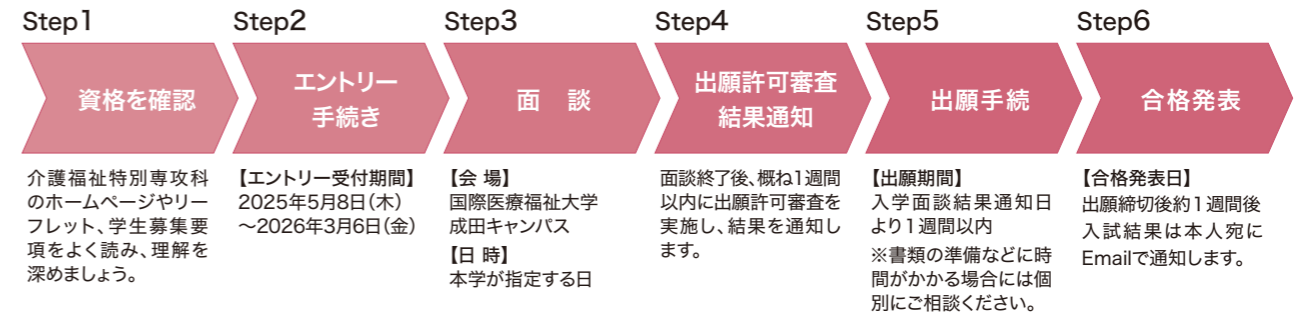 Step1
資格を確認
介護福祉特別専攻科
のホームページやリー
フレット、学生募集要
項をよく読み、理解を
深めましょう。
Step2
エントリー
手続き
【エントリー受付期間】
2025年5月8日(木)
～2026年3月6日(金)
Step3
面　談
【会 場】
国際医療福祉大学
成田キャンパス
【日 時】
本学が指定する日
Step4
出願許可審査
結果通知
面談終了後、概ね1週間
以内に出願許可審査を
実施し、結果を通知し
ます。
Step5
出願手続
【出願期間】
入学面談結果通知日
より1週間以内
※書類の準備などに時
間がかかる場合には個
別にご相談ください。
Step6
合格発表
【合格発表日】
出願締切後約1週間後
入試結果は本人宛に
Emailで通知します。